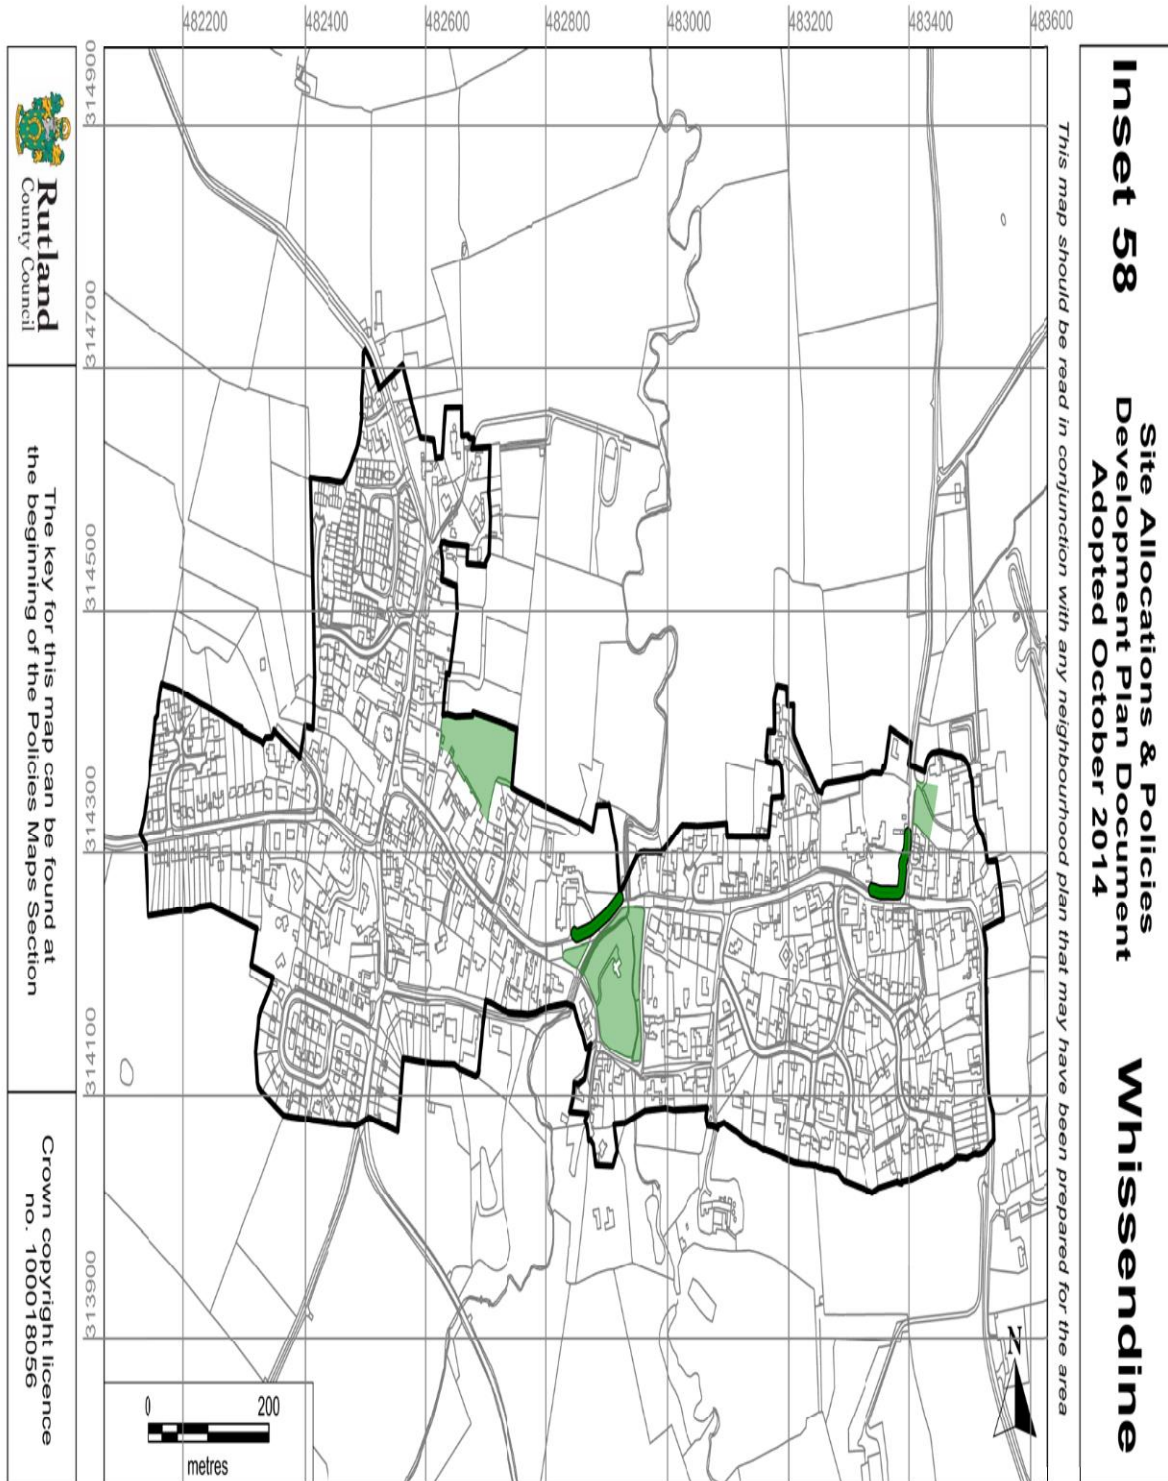 Inset 58
Site Allocations & Policies
Development Plan Document
Adopted October 2014
Whissendine
This map should be read in conjunction with any neighbourhood plan that may have been prepared for the area
482200
482400
482600
482800
483000
483200
483400
483600
314900
314700
314500
314300
314100
313900
N
0
200
metres
Rutland
County Council
The key for this map can be found at
the beginning of the Policies Maps Section
Crown copyright licence
no. 100018056